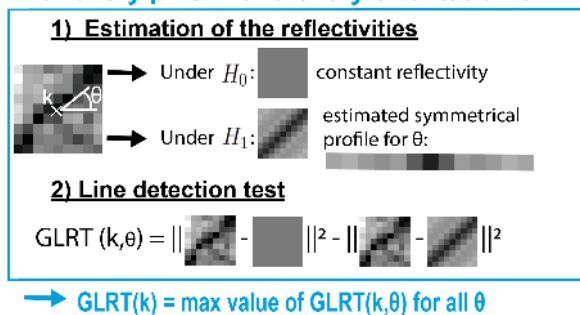 1) Estimation of the reflectivities
k θ
Under H₀: constant reflectivity
Under H₁: estimated symmetrical
profile for θ:
2) Line detection test
GLRT (k,θ) = || - ||² - || - ||²
GLRT(k) = max value of GLRT(k,θ) for all θ